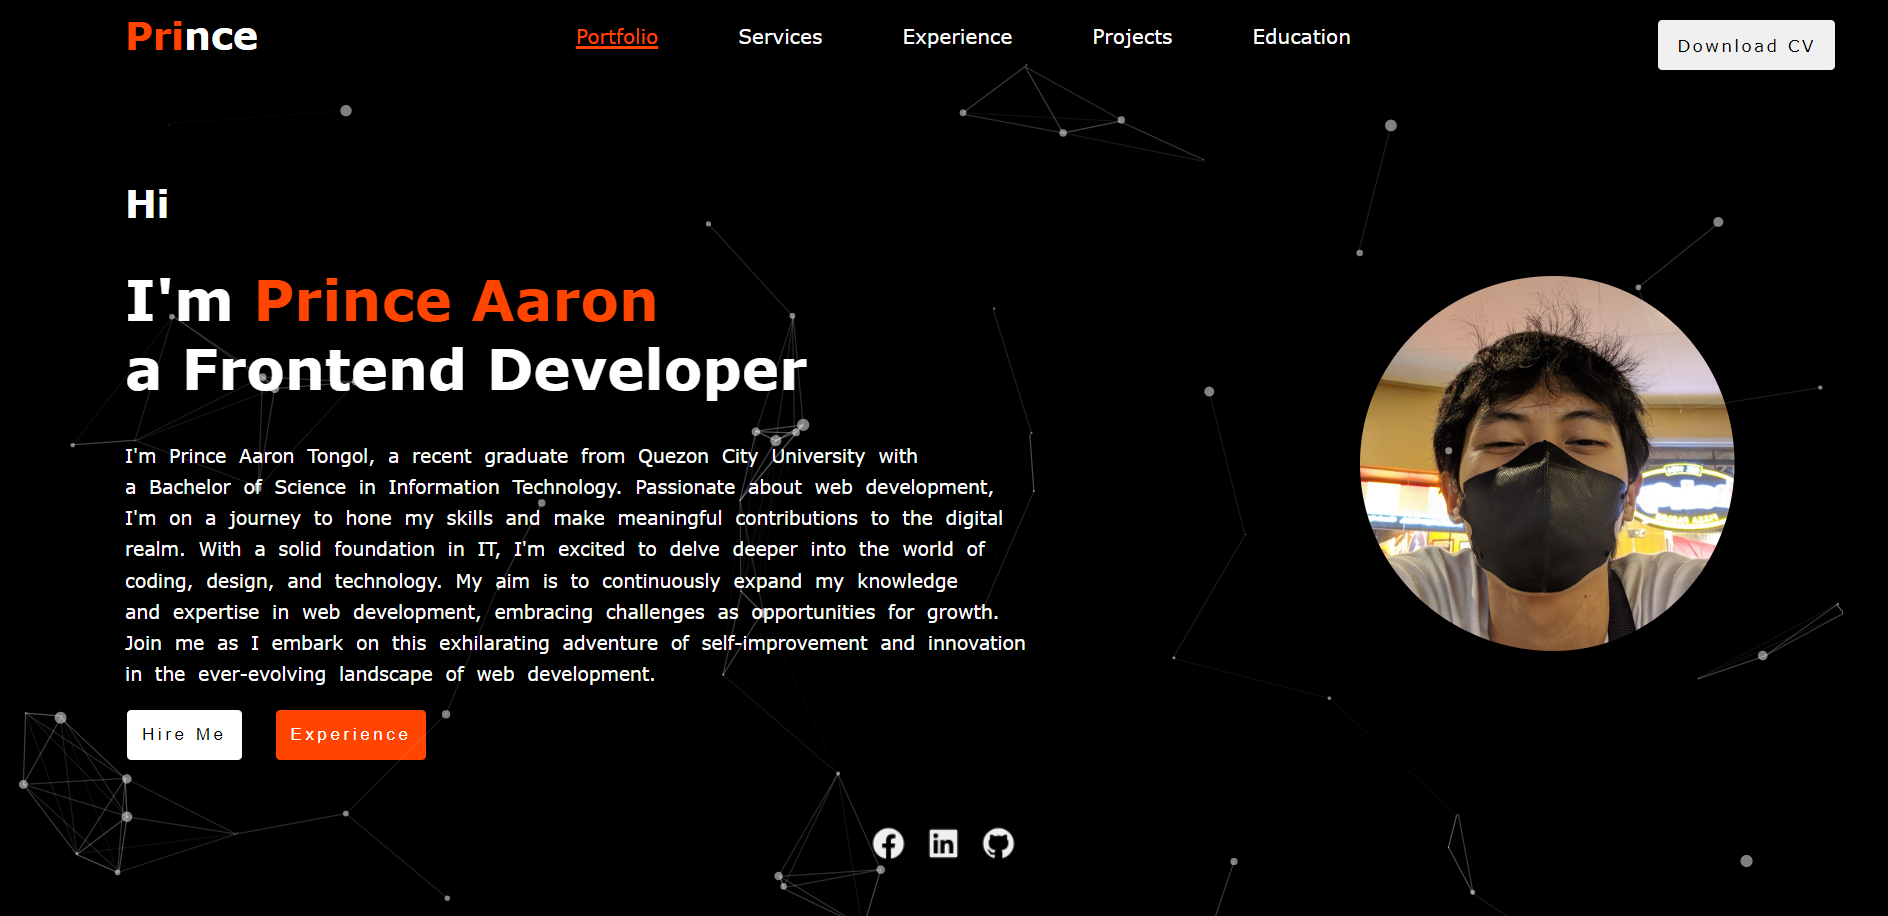 Prince
Portfolio
Services
Experience
Projects
Education
Download CV
Hi
I'm Prince Aaron
a Frontend Developer
I'm Prince Aaron Tongol, a recent graduate from Quezon City University with
a Bachelor of Science in Information Technology. Passionate about web development,
I'm on a journey to hone my skills and make meaningful contributions to the digital
realm. With a solid foundation in IT, I'm excited to delve deeper into the world of
coding, design, and technology. My aim is to continuously expand my knowledge
and expertise in web development, embracing challenges as opportunities for growth.
Join me as I embark on this exhilarating adventure of self-improvement and innovation
in the ever-evolving landscape of web development.
Hire Me
Experience